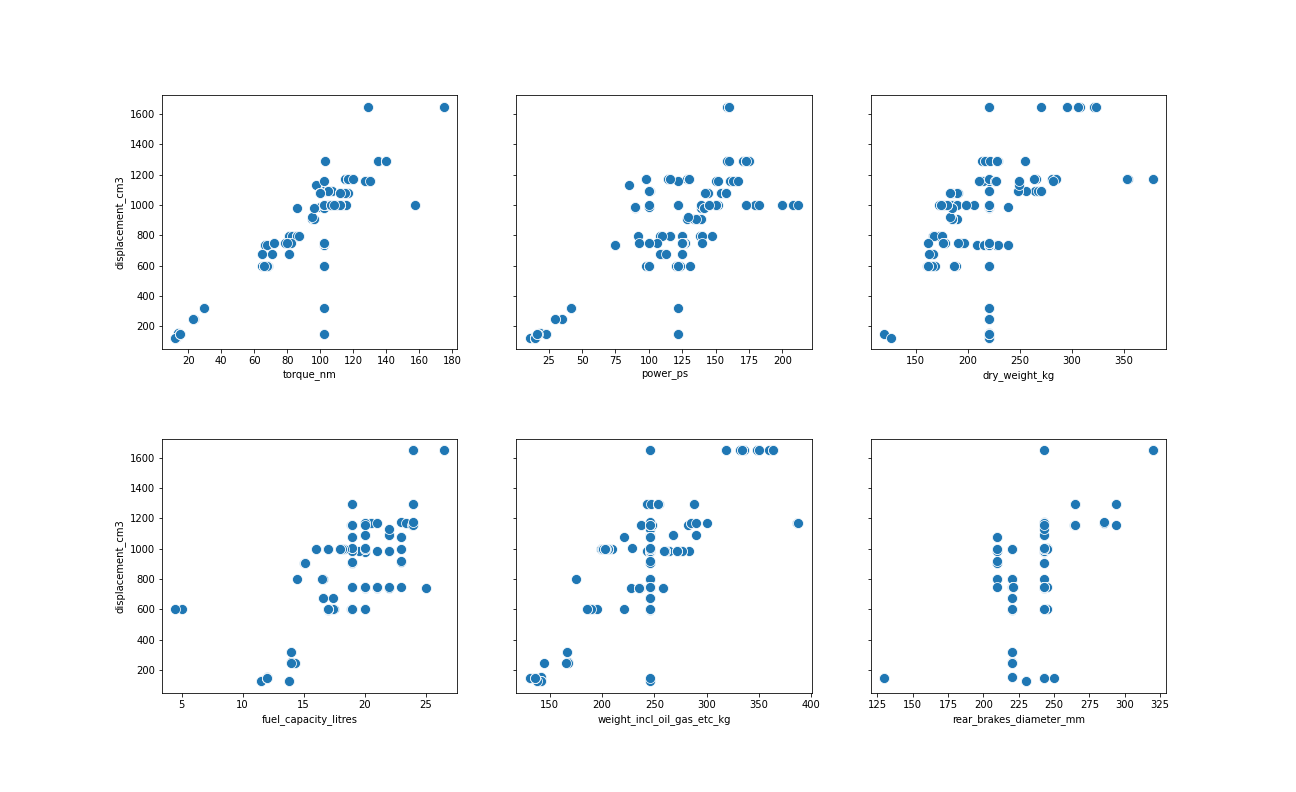 displacement_cm3
1600
1400
1200
1000
800
600
400
200
20 40 60 80 100 120 140 160 180
torque_nm
25 50 75 100 125 150 175 200
power_ps
150 200 250 300 350
dry_weight_kg
displacement_cm3
1600
1400
1200
1000
800
600
400
200
5 10 15 20 25
fuel_capacity_litres
150 200 250 300 350 400
weight_incl_oil_gas_etc_kg
125 150 175 200 225 250 275 300 325
rear_brakes_diameter_mm